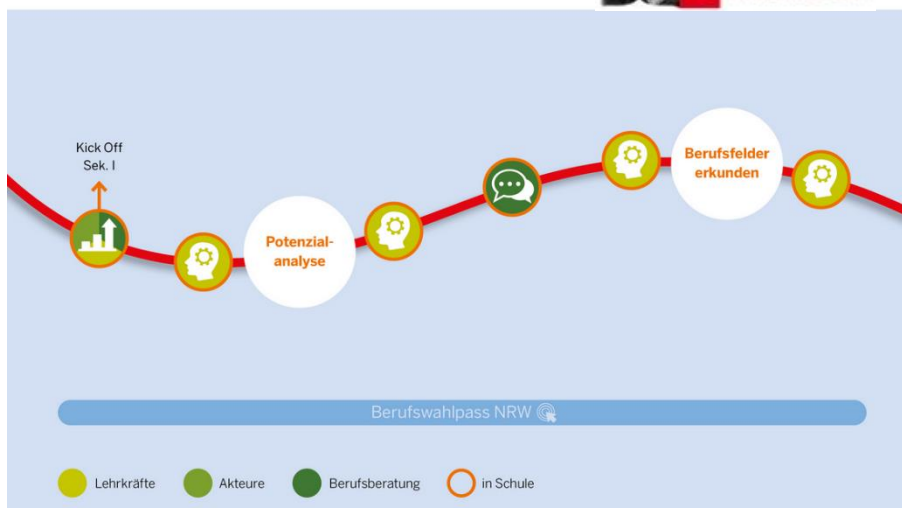 Kick Off
Sek. I
Berufsfelder
erkunden
Potenzial-
analyse
Berufswahlpass NRW
Lehrkräfte
Akteure
Berufsberatung
in Schule